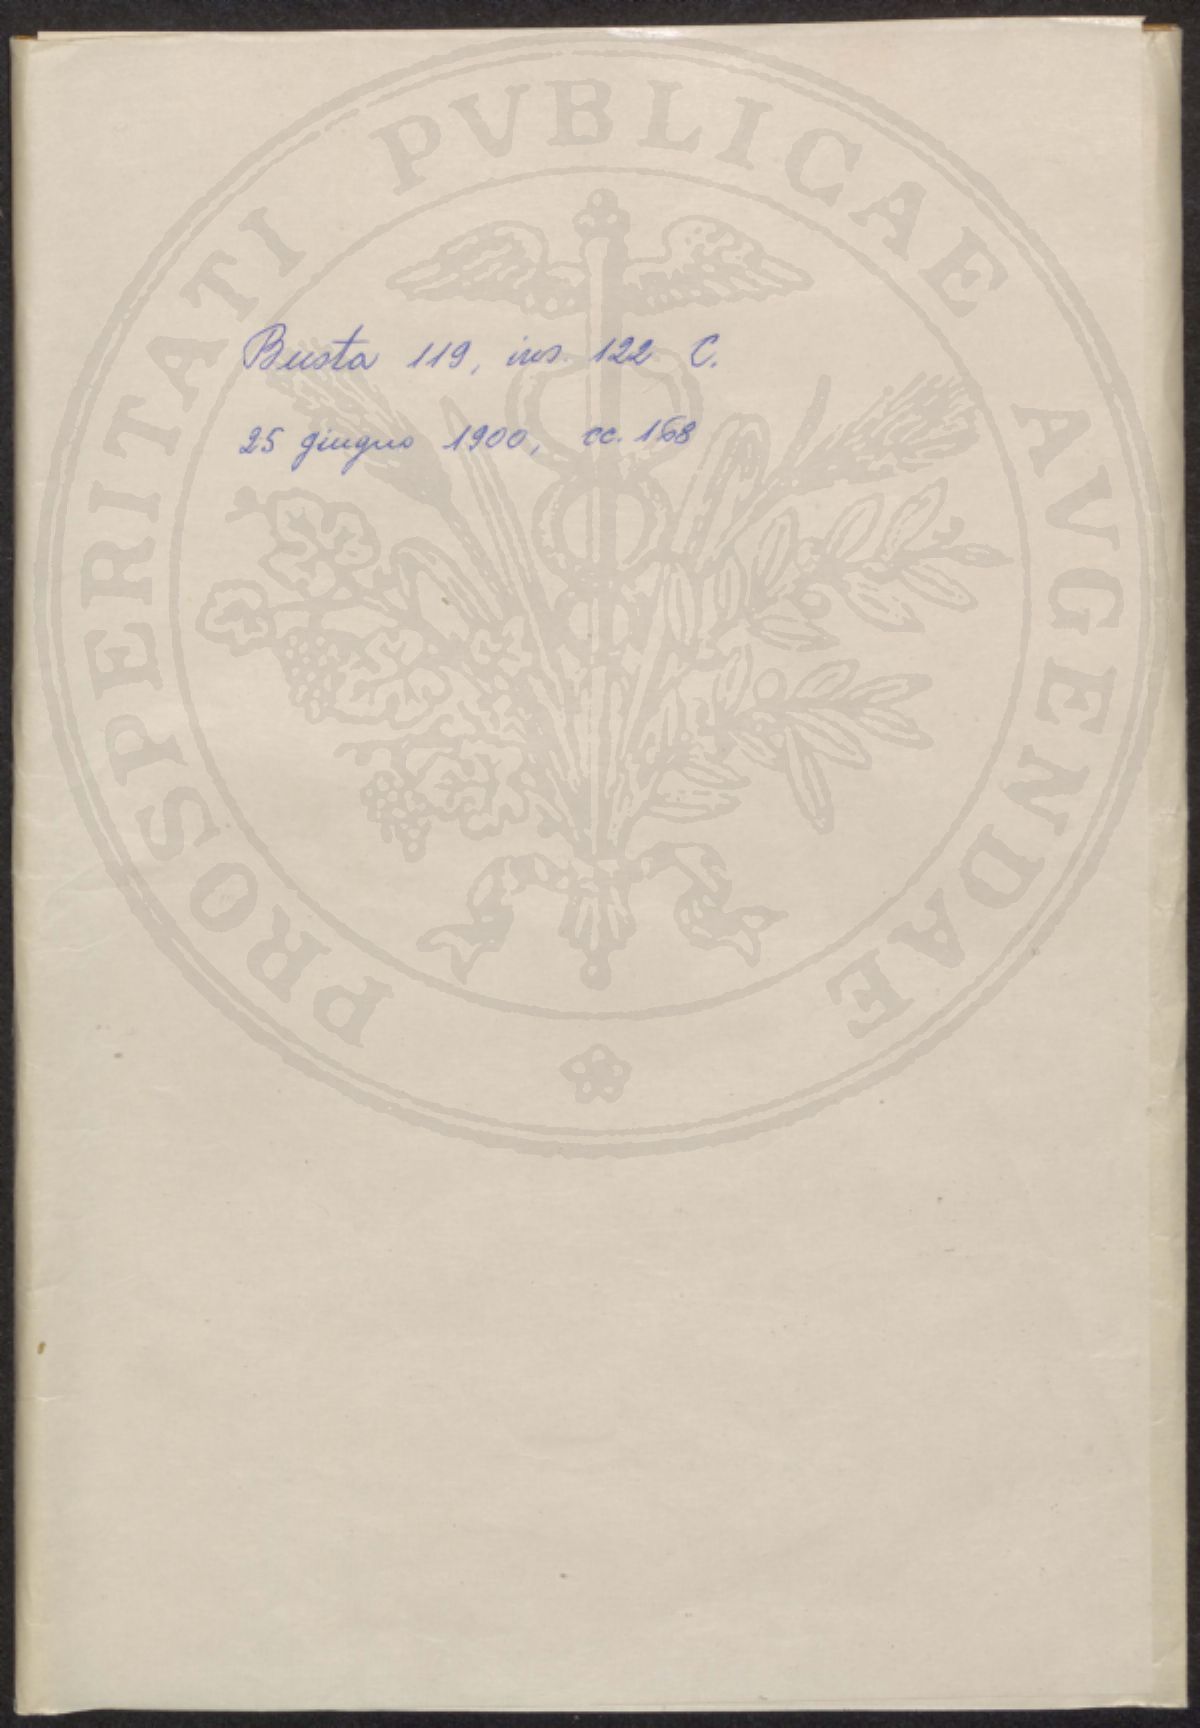 PROSPERITATI PVBLICAE AVGENDAE
Busta 119, ins. 122 C.
25 giugno 1900, cc. 168